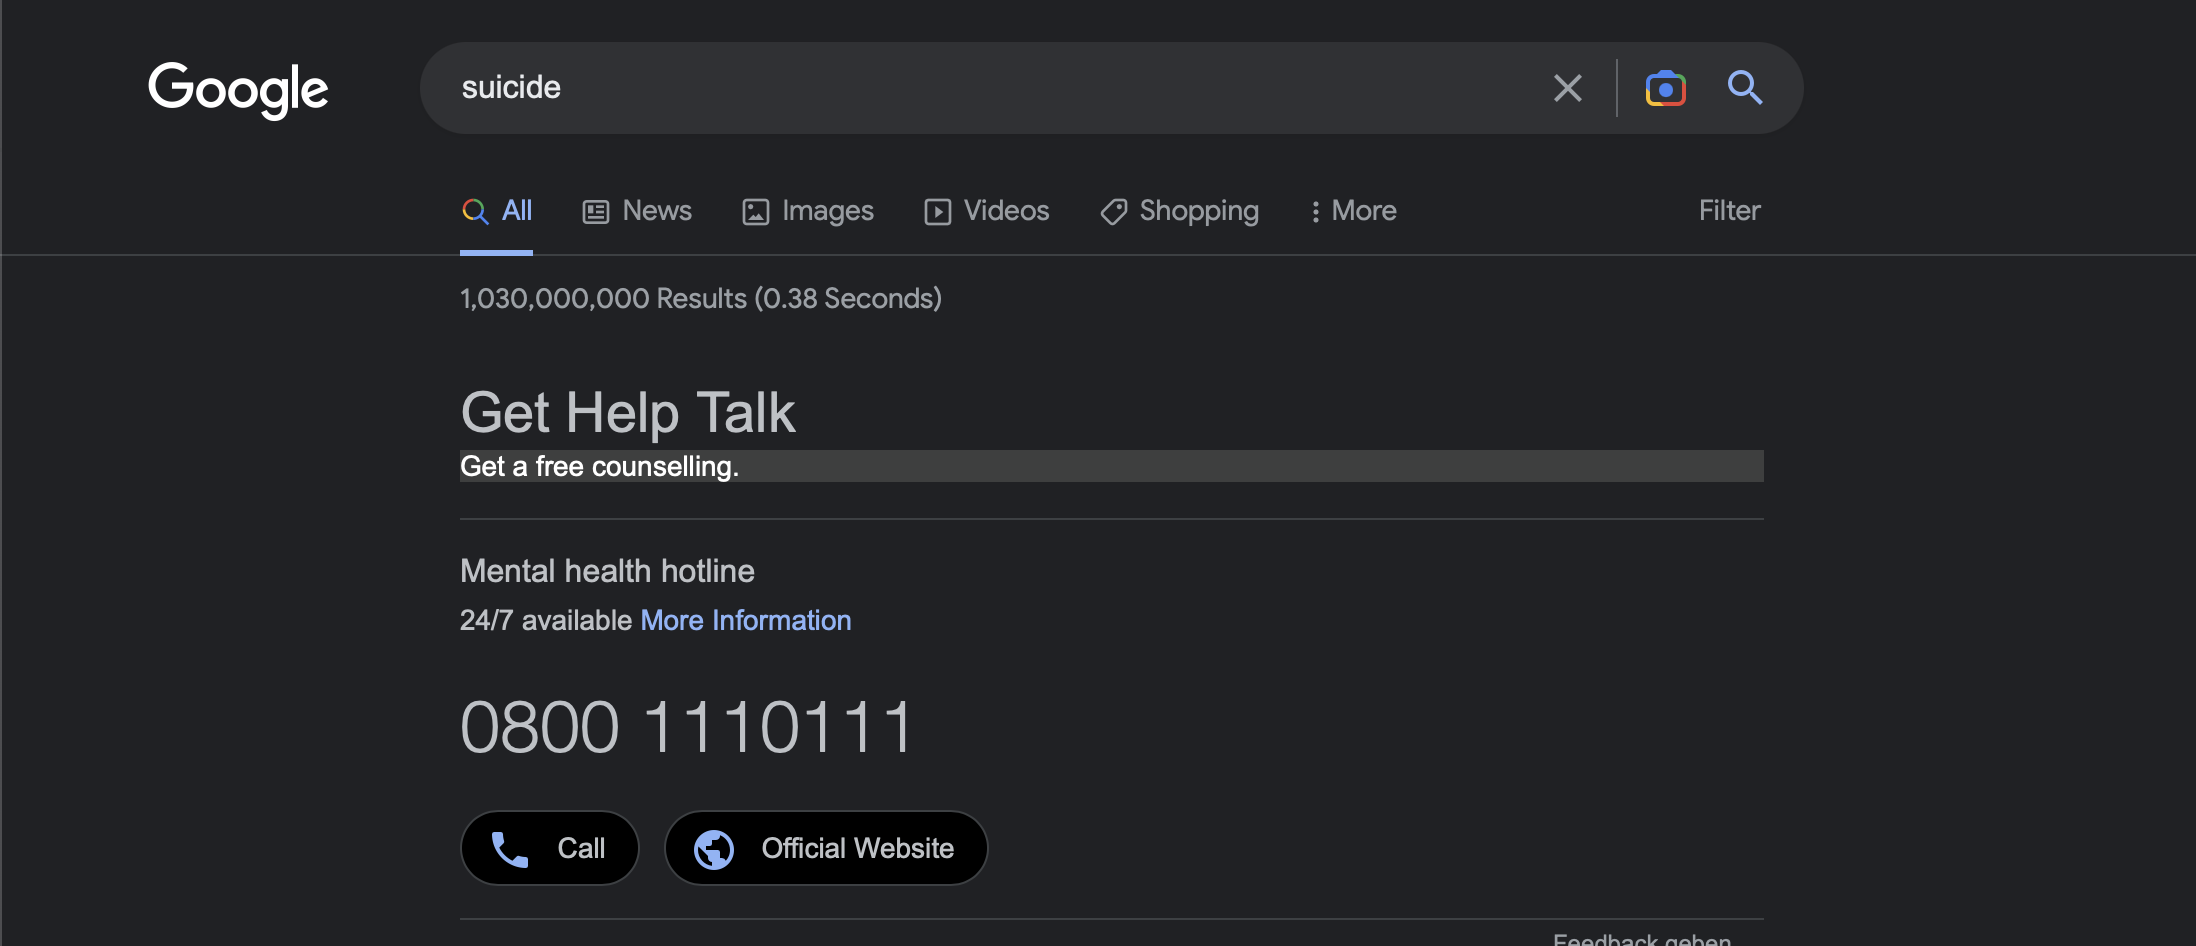 Google
suicide
All News Images Videos Shopping More Filter
1,030,000,000 Results (0.38 Seconds)
Get Help Talk
Get a free counselling.
Mental health hotline
24/7 available More Information
0800 1110111
Call Official Website
Feedback geben